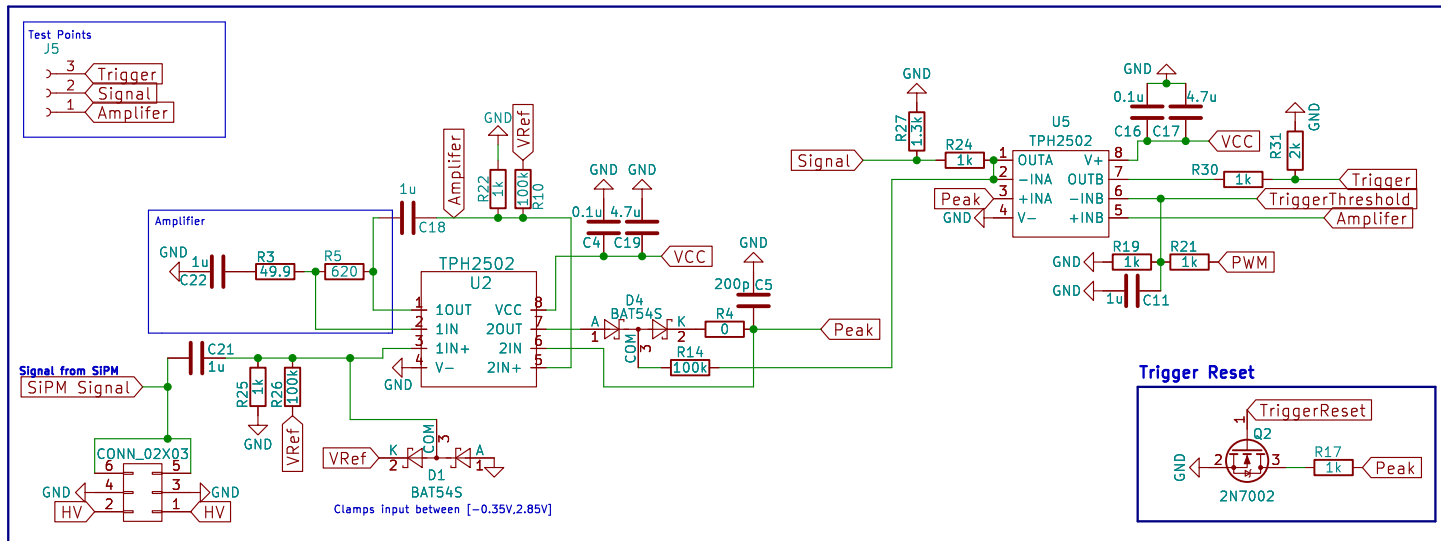 Test Points
J5
3 Trigger
2 Signal
1 Amplifer
Amplifier
GND
1u
C22
R3
49.9
R5
620
1u
C18
Amplifer
GND
R22
1k
VRef
100k
R10
GND GND
0.1u 4.7u
C4 C19
VCC
TPH2502
U2
1 1OUT VCC 8
2 1IN 2OUT 7
3 1IN+ 2IN 6
4 V- 2IN+ 5
GND
D4
BAT54S
A
1
COM
3
K
2
R4
0
R14
100k
GND
200p C5
Peak
Signal from SiPM
SiPM Signal
C21
1u
R25
1k
GND
R26
100k
VRef
VRef
K
2
COM
3
A
1
D1
BAT54S
Clamps input between [-0.35V,2.85V]
CONN_02X03
6 5
GND 4 3 GND
HV 2 1 HV
GND
R27
1.3k
Signal
R24
1k
U5
TPH2502
1 OUTA V+ 8
2 -INA OUTB 7
3 +INA -INB 6
4 V- +INB 5
Peak
GND
GND
0.1u 4.7u
C16 C17
VCC
R31
2k
GND
R30
1k
Trigger
TriggerThreshold
Amplifer
GND
R19
1k
R21
1k
PWM
GND
1u C11
Trigger Reset
TriggerReset
1
Q2
GND
2 3
2N7002
R17
1k
Peak